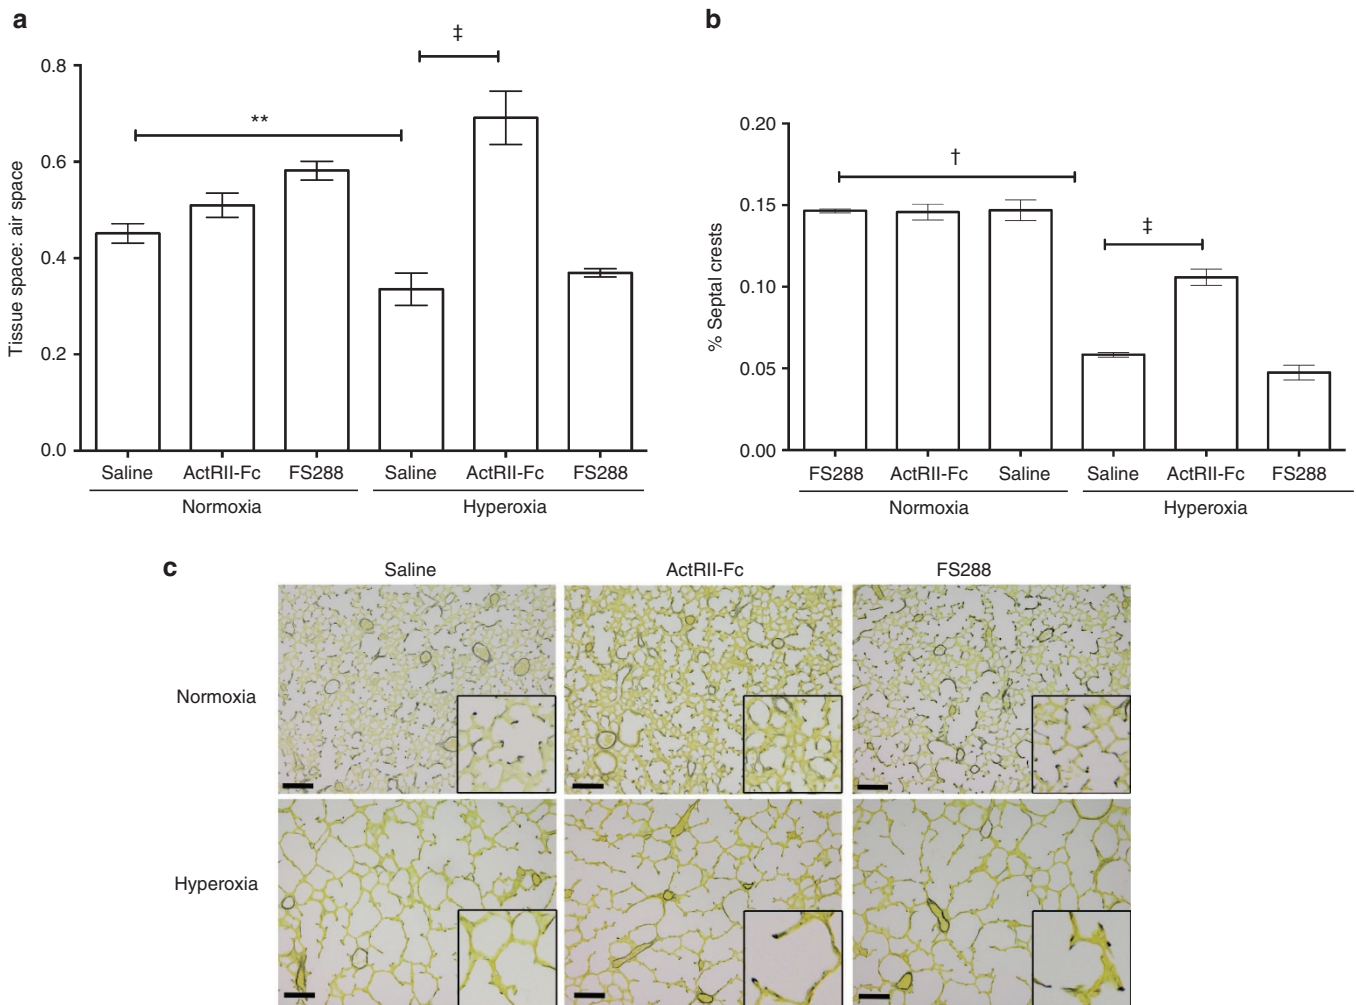 a
‡
**
0.8
0.6
0.4
0.2
0.0
Tissue space: air space
Saline ActRII-Fc FS288 Saline ActRII-Fc FS288
Normoxia Hyperoxia
b
†
‡
0.20
0.15
0.10
0.05
0.00
% Septal crests
FS288 ActRII-Fc Saline Saline ActRII-Fc FS288
Normoxia Hyperoxia
c
Saline ActRII-Fc FS288
Normoxia
Hyperoxia